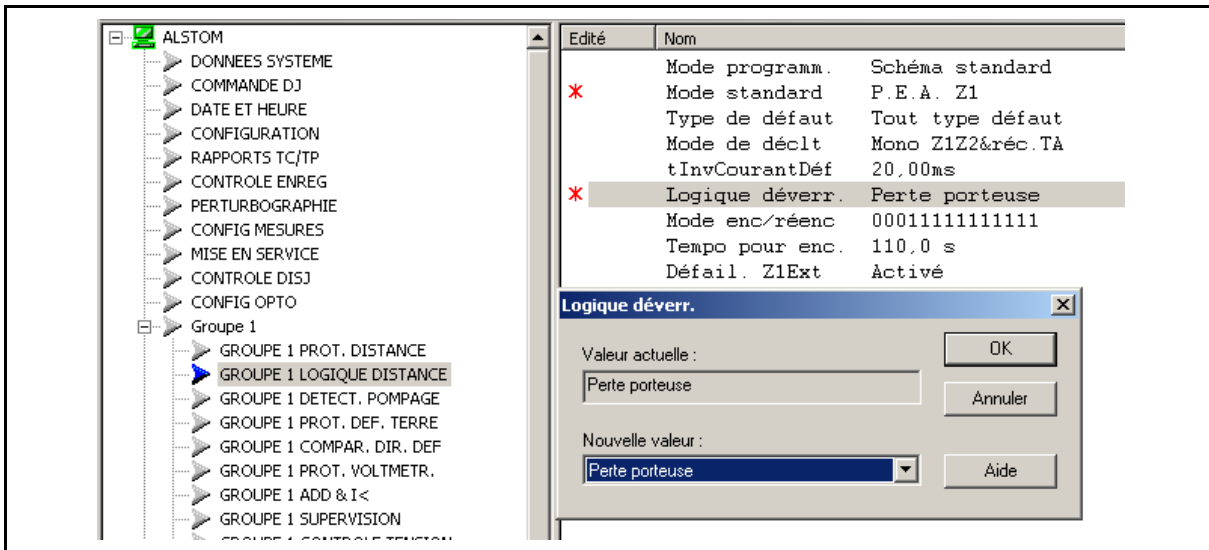 ALSTOM
DONNEES SYSTEME
COMMANDE DJ
DATE ET HEURE
CONFIGURATION
RAPPORTS TC/TP
CONTROLE ENREG
PERTURBOGRAPHIE
CONFIG MESURES
MISE EN SERVICE
CONTROLE DISJ
CONFIG OPTO
Groupe 1
GROUPE 1 PROT. DISTANCE
GROUPE 1 LOGIQUE DISTANCE
GROUPE 1 DETECT. POMPAGE
GROUPE 1 PROT. DEF. TERRE
GROUPE 1 COMPAR. DIR. DEF
GROUPE 1 PROT. VOLTMETR.
GROUPE 1 ADD & I<
GROUPE 1 SUPERVISION
GROUPE 1 CONTROLE TENSION
Edité Nom
Mode programm. Schéma standard
Mode standard P.E.A. Z1
Type de défaut Tout type défaut
Mode de déclt Mono Z1Z2&réc.TA
tInvCourantDéf 20,00ms
Logique déverr. Perte porteuse
Mode enc/réenc 00011111111111
Tempo pour enc. 110,0 s
Défail. Z1Ext Activé
Logique déverr.
Valeur actuelle :
Perte porteuse
Nouvelle valeur :
Perte porteuse
OK
Annuler
Aide